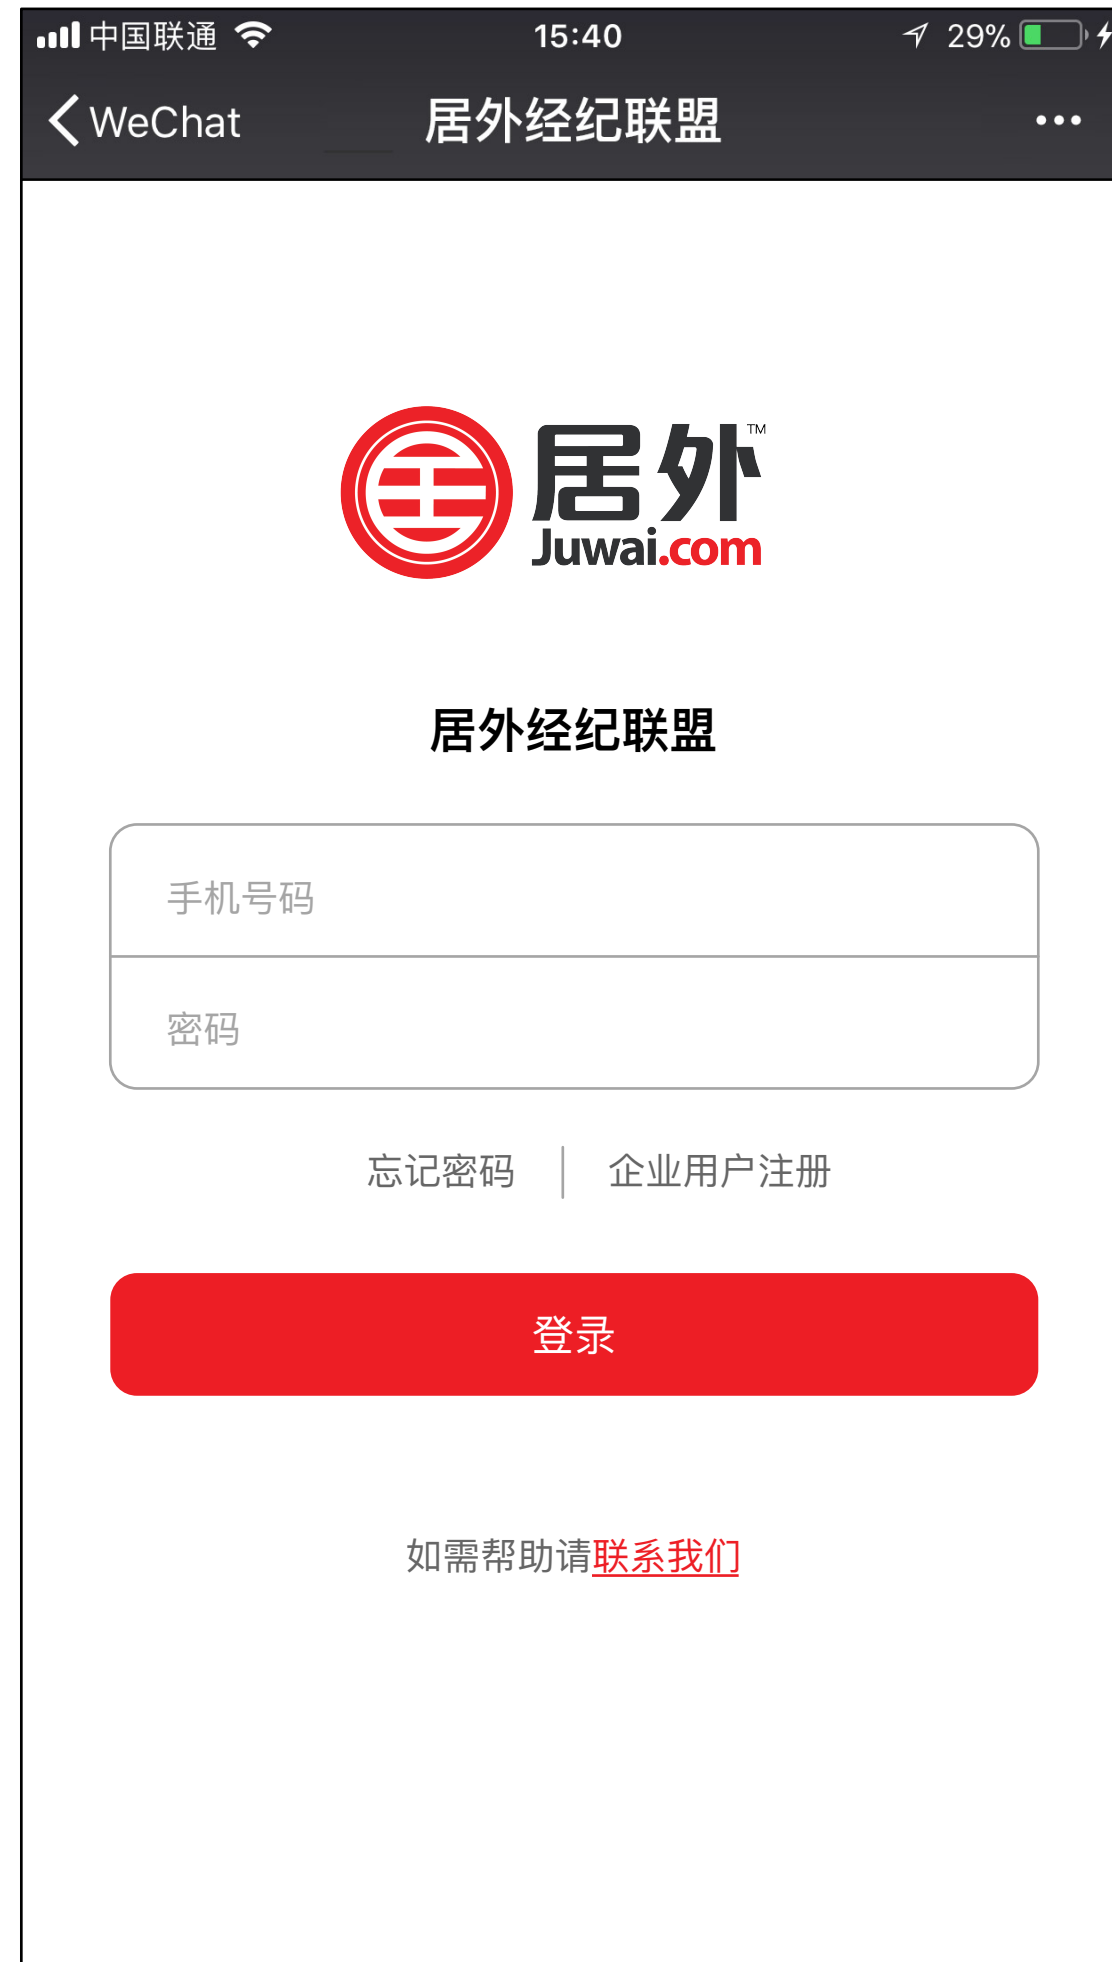 中国联通 15:40 29%
WeChat 居外经纪联盟 ...
居外™
Juwai.com
居外经纪联盟
手机号码
密码
忘记密码 | 企业用户注册
登录
如需帮助请联系我们